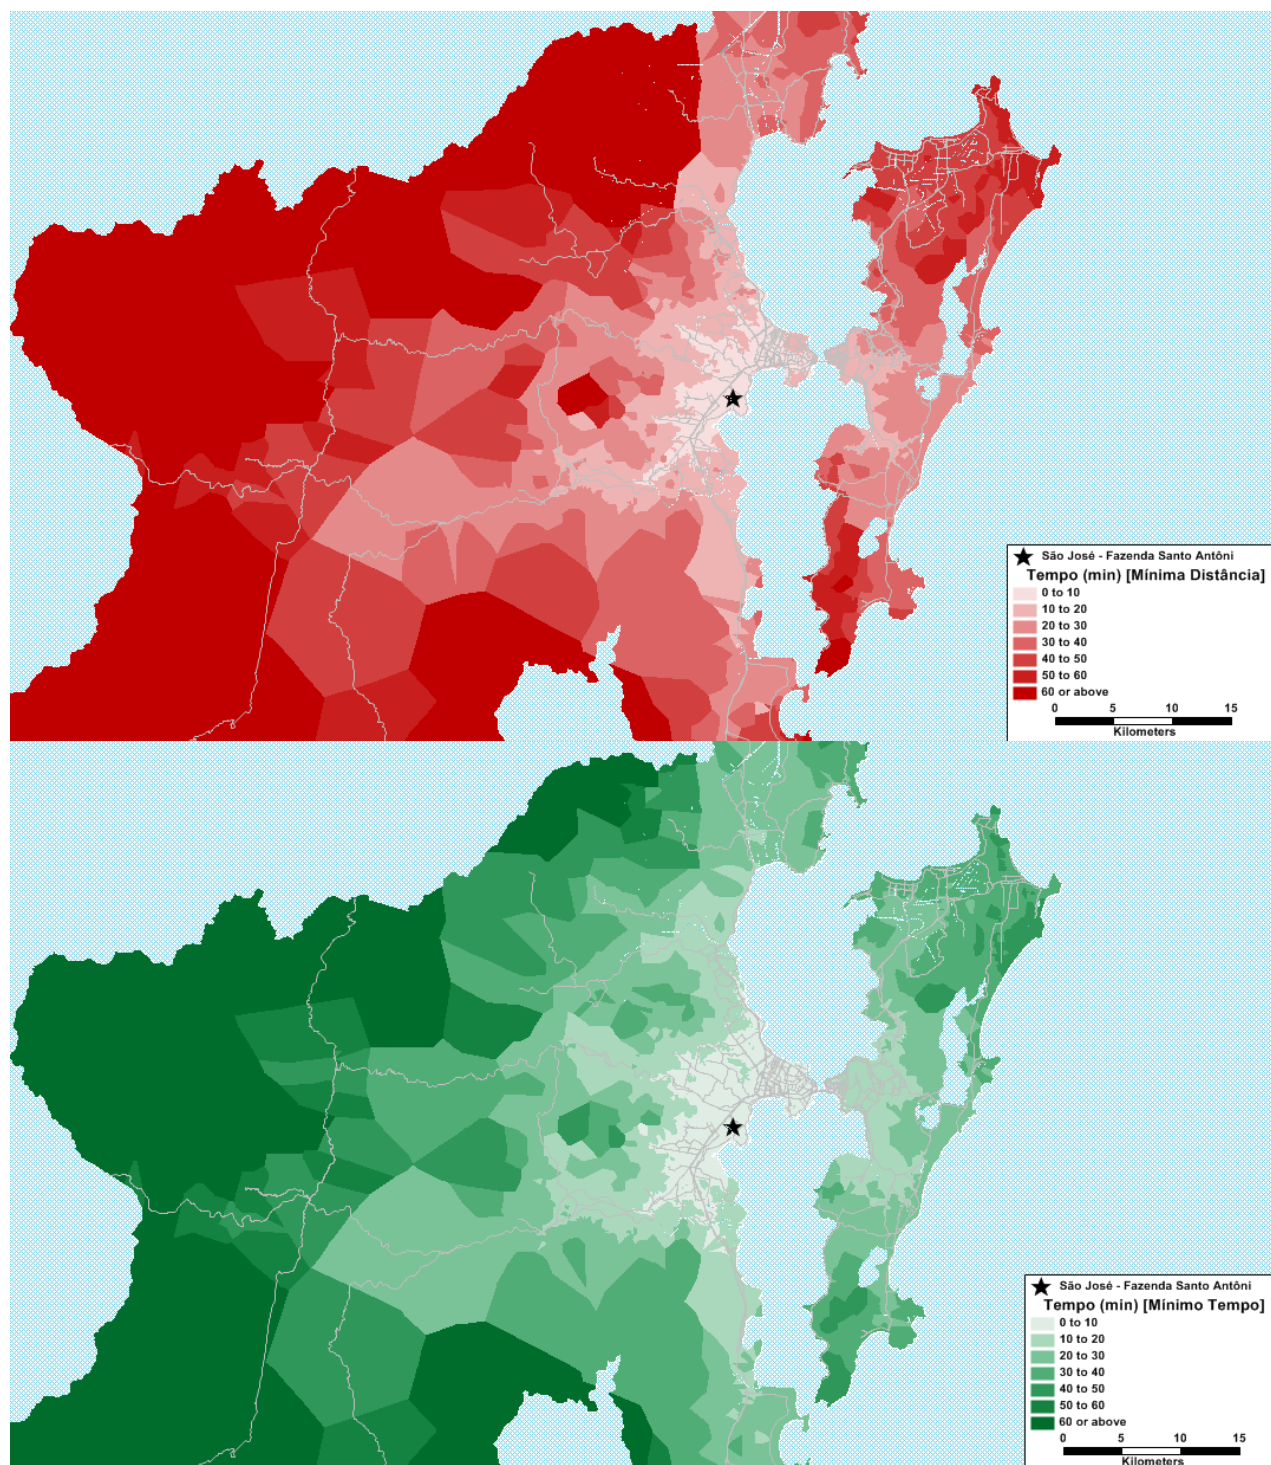 São José - Fazenda Santo Antôni
Tempo (min) [Mínima Distância]
0 to 10
10 to 20
20 to 30
30 to 40
40 to 50
50 to 60
60 or above
0 5 10 15
Kilometers
São José - Fazenda Santo Antôni
Tempo (min) [Mínimo Tempo]
0 to 10
10 to 20
20 to 30
30 to 40
40 to 50
50 to 60
60 or above
0 5 10 15
Kilometers